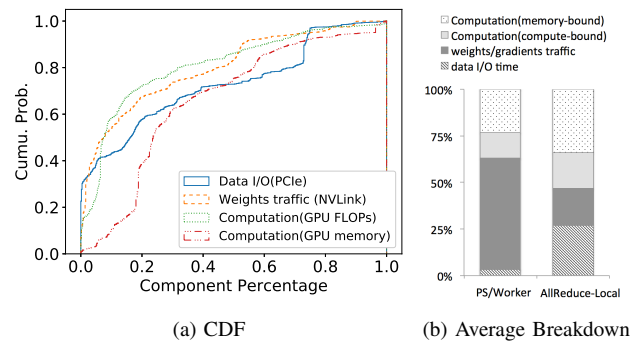 1.0
0.8
0.6
0.4
0.2
0.0
Cumu. Prob.
Data I/O(PCIe)
Weights traffic (NVLink)
Computation(GPU FLOPs)
Computation(GPU memory)
0.0 0.2 0.4 0.6 0.8 1.0
Component Percentage
(a) CDF
Computation(memory-bound)
Computation(compute-bound)
weights/gradients traffic
data I/O time
100%
75%
50%
25%
0%
PS/Worker AllReduce-Local
(b) Average Breakdown